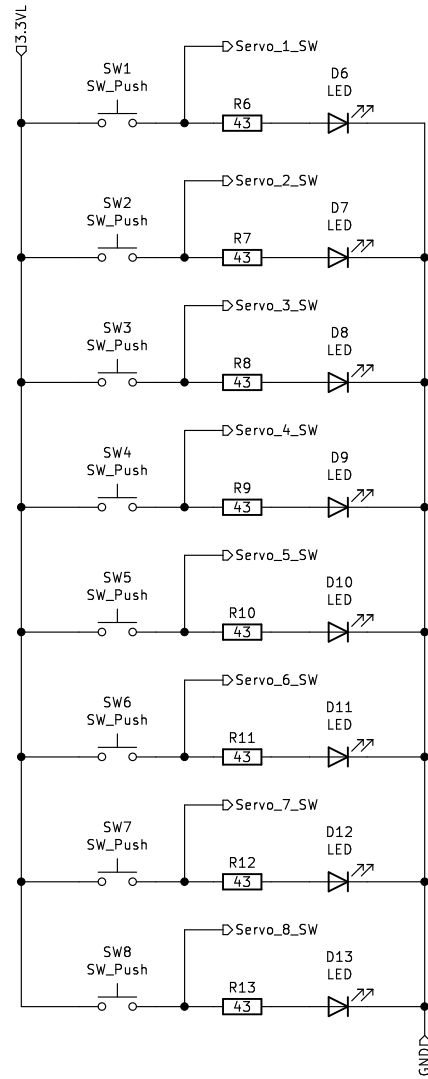 3.3VL
Servo_1_SW
SW1
SW_Push
R6
43
D6
LED
Servo_2_SW
SW2
SW_Push
R7
43
D7
LED
Servo_3_SW
SW3
SW_Push
R8
43
D8
LED
Servo_4_SW
SW4
SW_Push
R9
43
D9
LED
Servo_5_SW
SW5
SW_Push
R10
43
D10
LED
Servo_6_SW
SW6
SW_Push
R11
43
D11
LED
Servo_7_SW
SW7
SW_Push
R12
43
D12
LED
Servo_8_SW
SW8
SW_Push
R13
43
D13
LED
GND